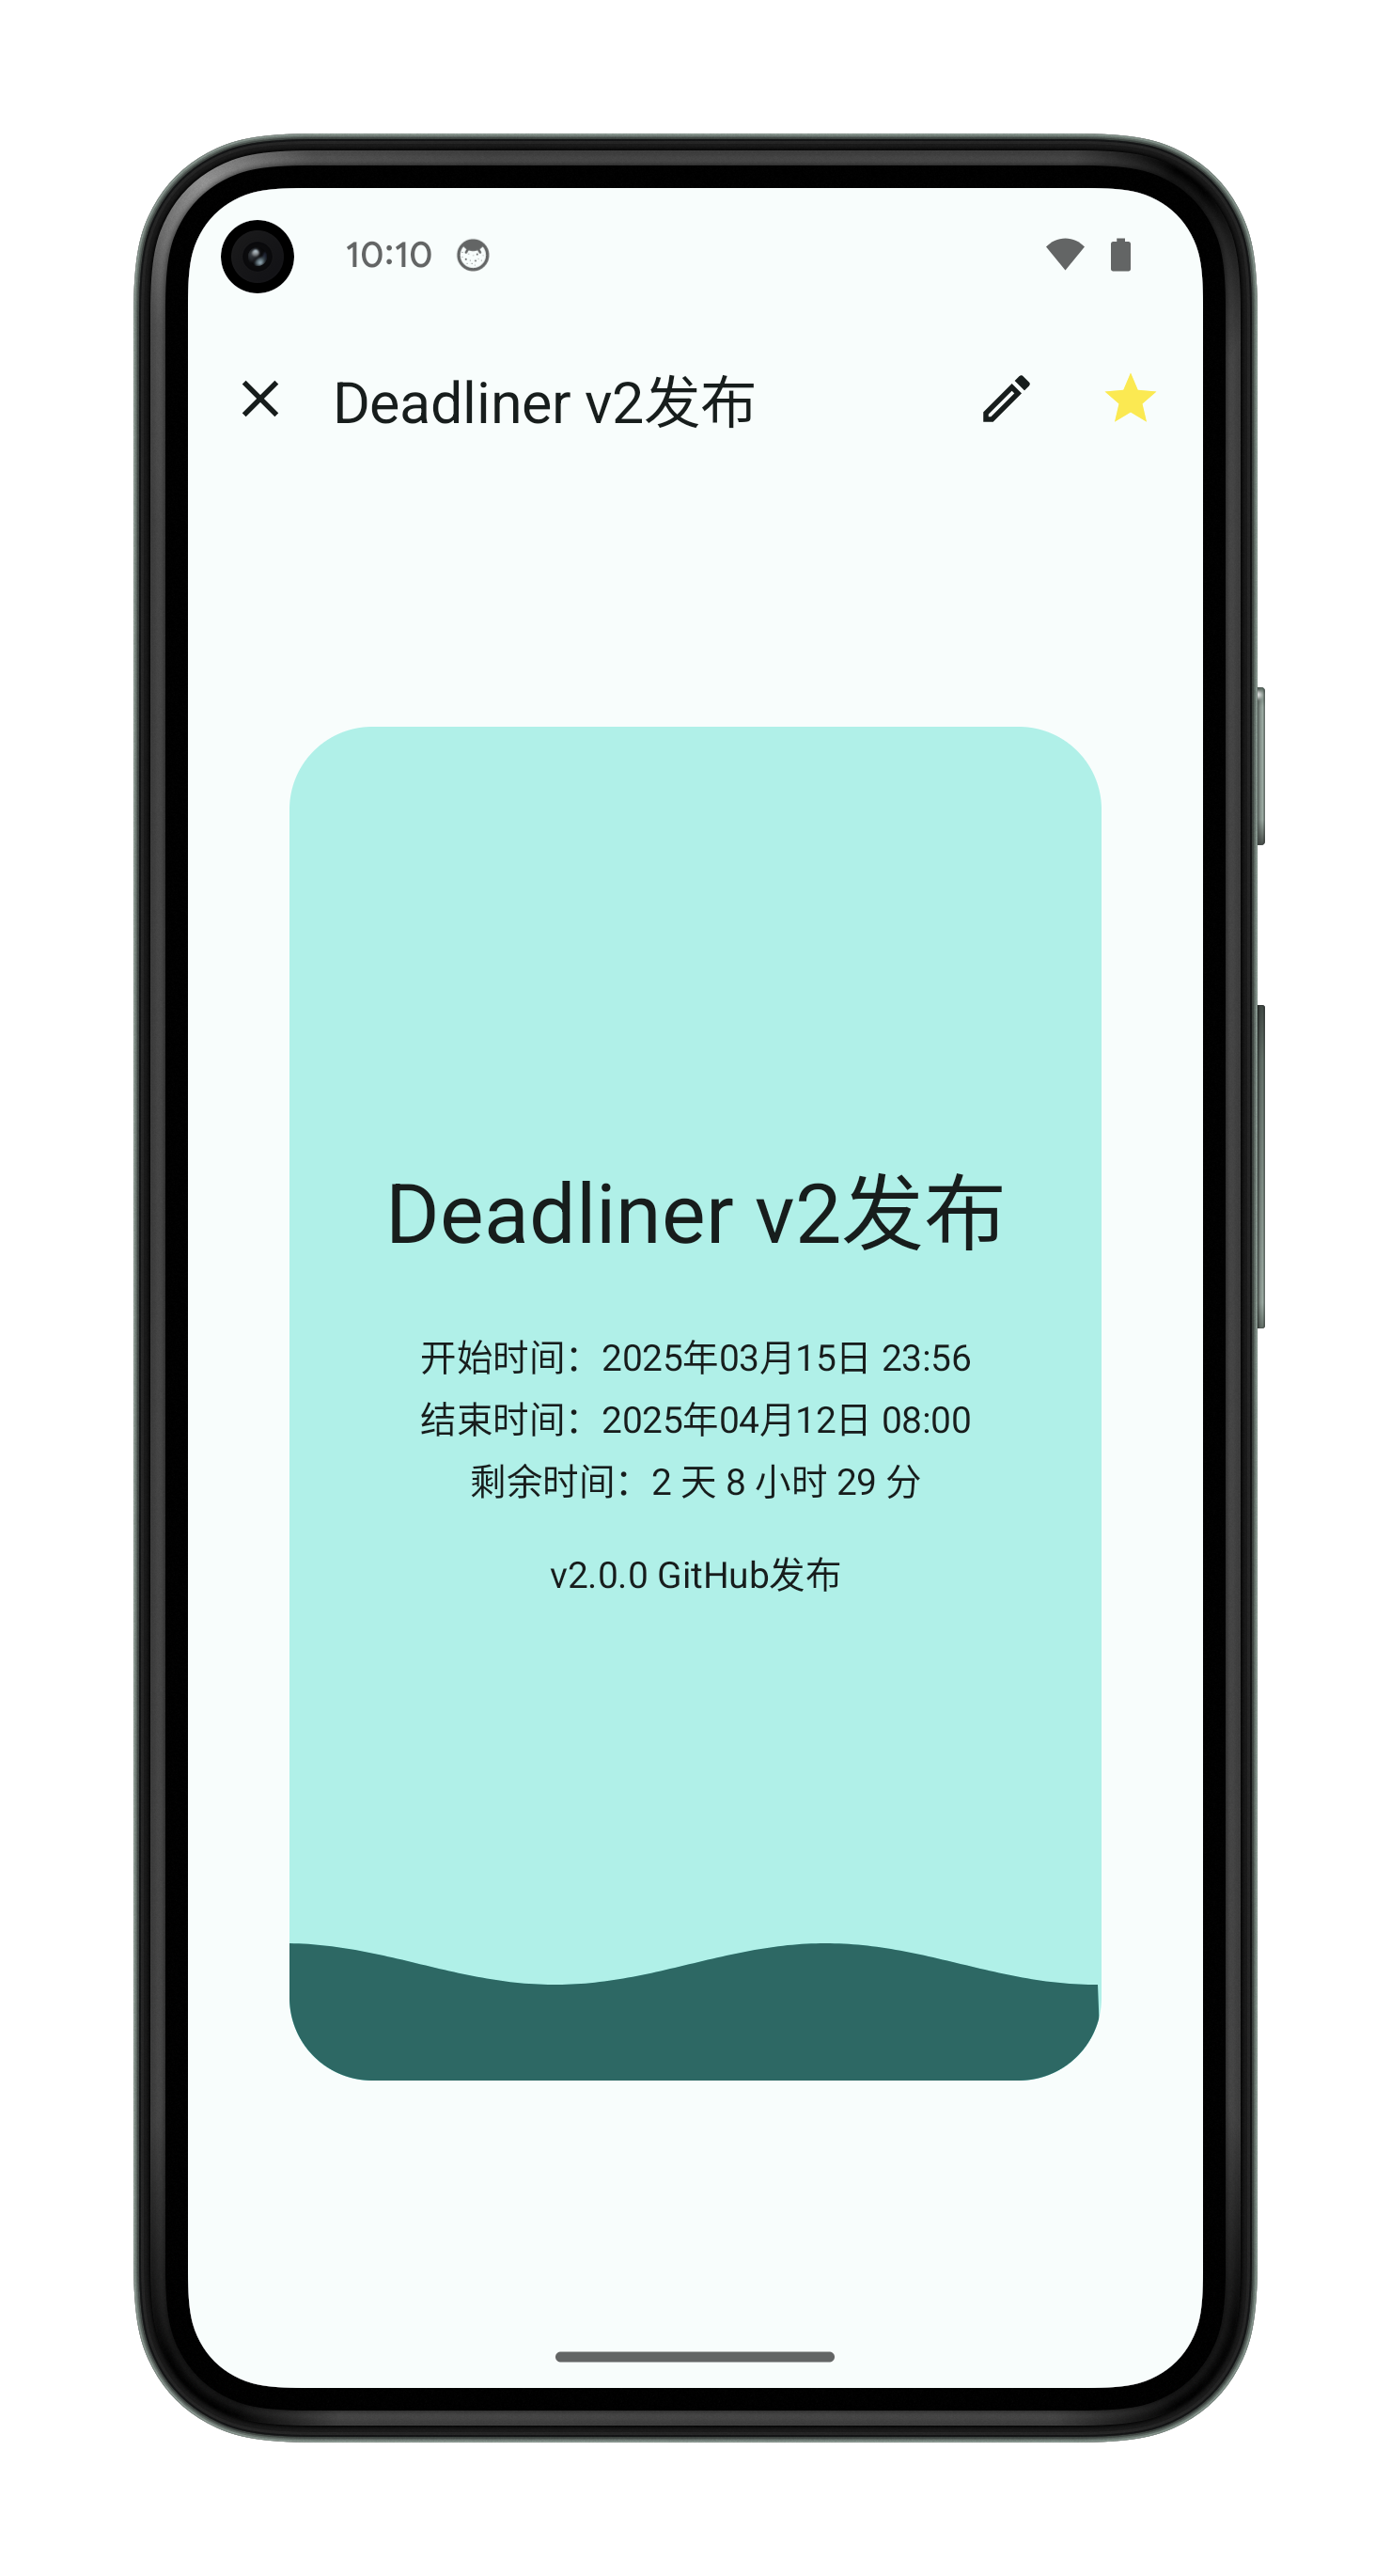 10:10
Deadliner v2发布
Deadliner v2发布
开始时间：2025年03月15日 23:56
结束时间：2025年04月12日 08:00
剩余时间：2 天 8 小时 29 分
v2.0.0 GitHub发布